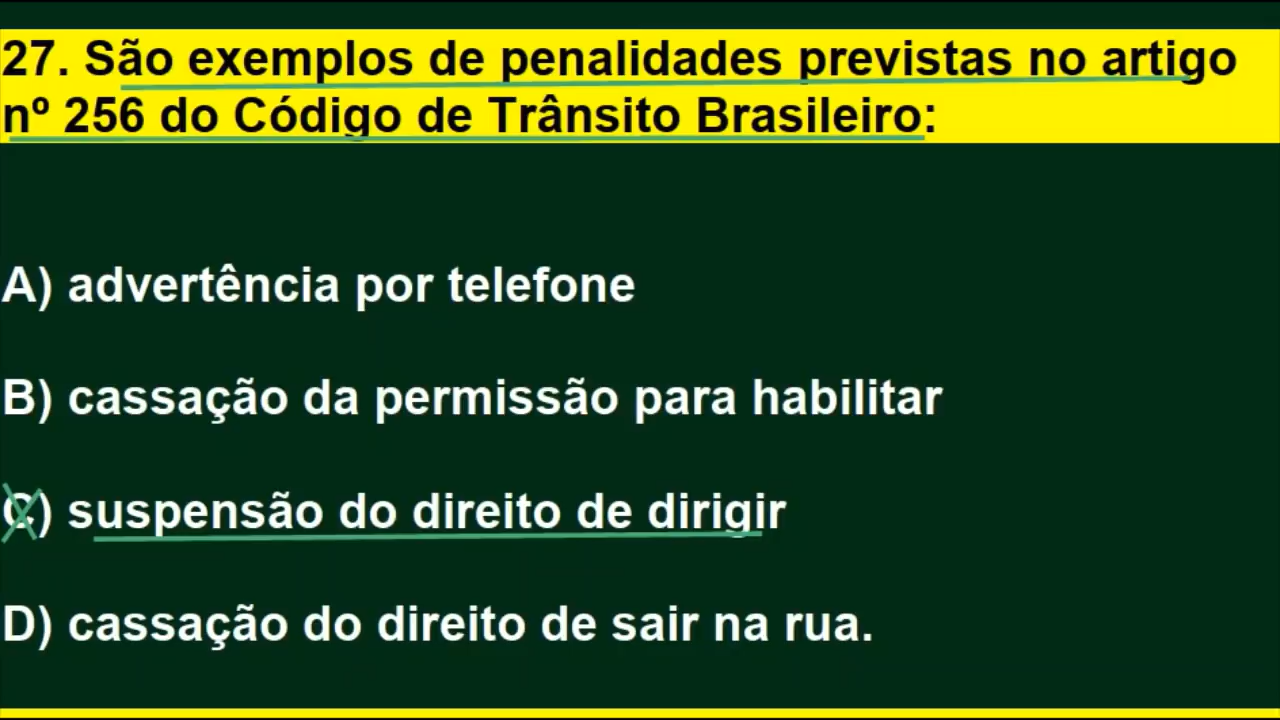 27. São exemplos de penalidades previstas no artigo
nº 256 do Código de Trânsito Brasileiro:
A) advertência por telefone
B) cassação da permissão para habilitar
C) suspensão do direito de dirigir
D) cassação do direito de sair na rua.